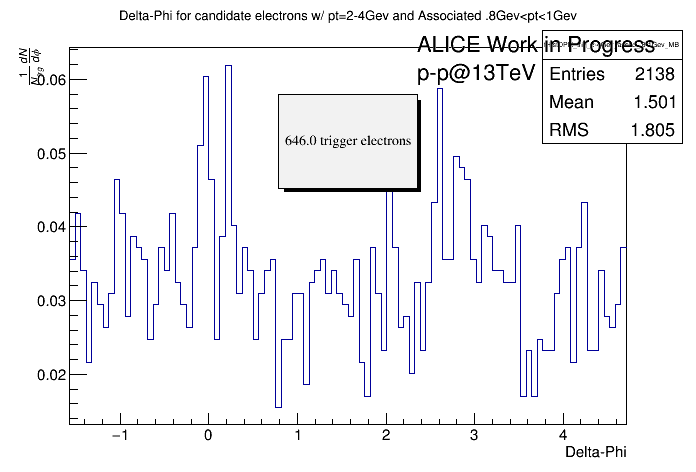 Delta-Phi for candidate electrons w/ pt=2-4Gev and Associated .8Gev<pt<1Gev
ALICE Work in Progress
p-p@13TeV
Entries 2138
Mean 1.501
RMS 1.805
646.0 trigger electrons
0.06
0.05
0.04
0.03
0.02
−1 0 1 2 3 4
Delta-Phi